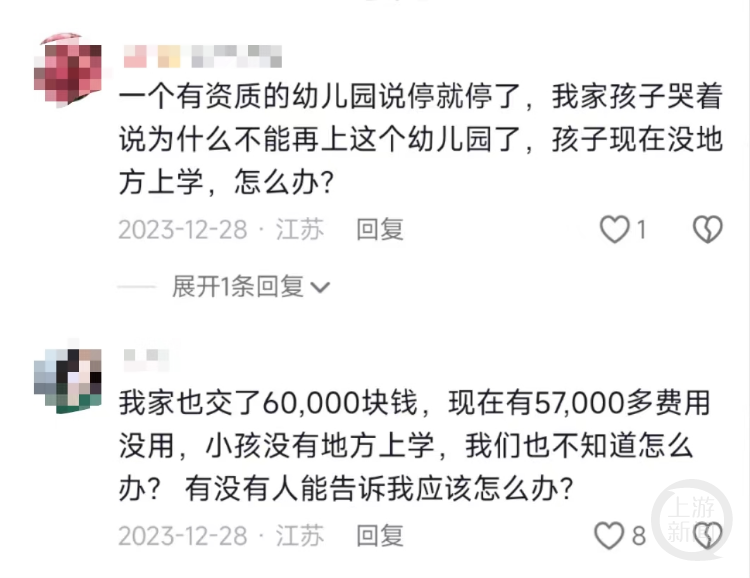 一个有资质的幼儿园说停就停了，我家孩子哭着
说为什么不能再上这个幼儿园了，孩子现在没地
方上学，怎么办？
2023-12-28 · 江苏 回复 1
展开1条回复
我家也交了60,000块钱，现在有57,000多费用
没用，小孩没有地方上学，我们也不知道怎么
办？ 有没有人能告诉我应该怎么办？
2023-12-28 · 江苏 回复 8
上游
新闻